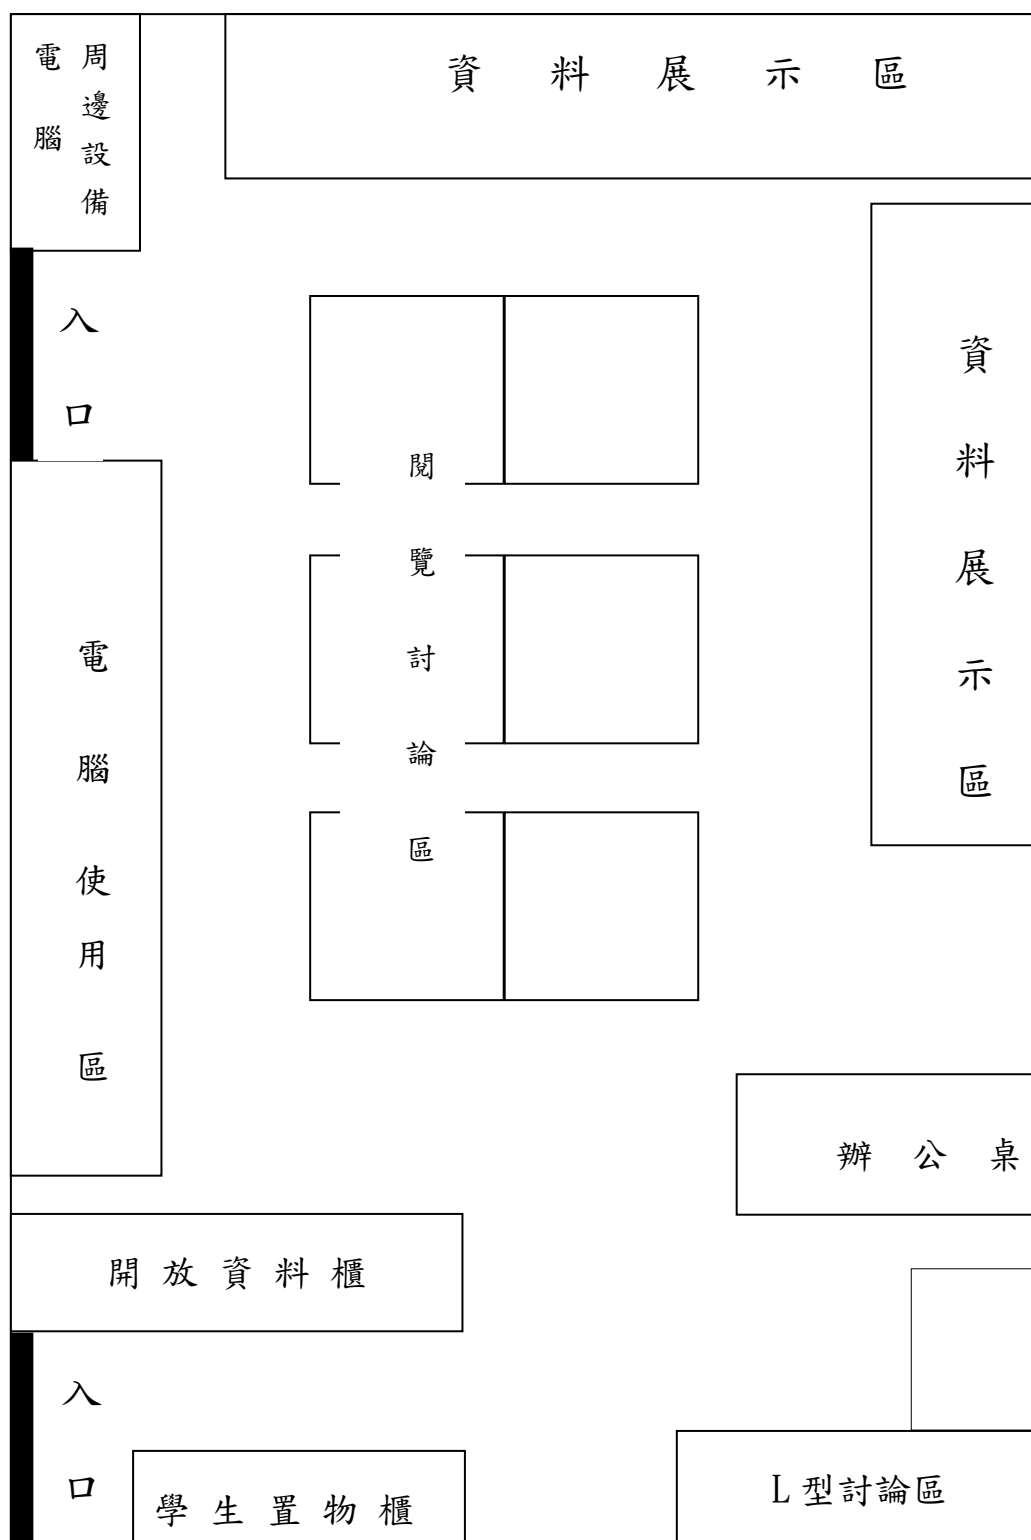 電腦
周邊設備
資料展示區
入口
閱覽討論區
資料展示區
電腦使用區
辦公桌
開放資料櫃
入口
學生置物櫃
L型討論區